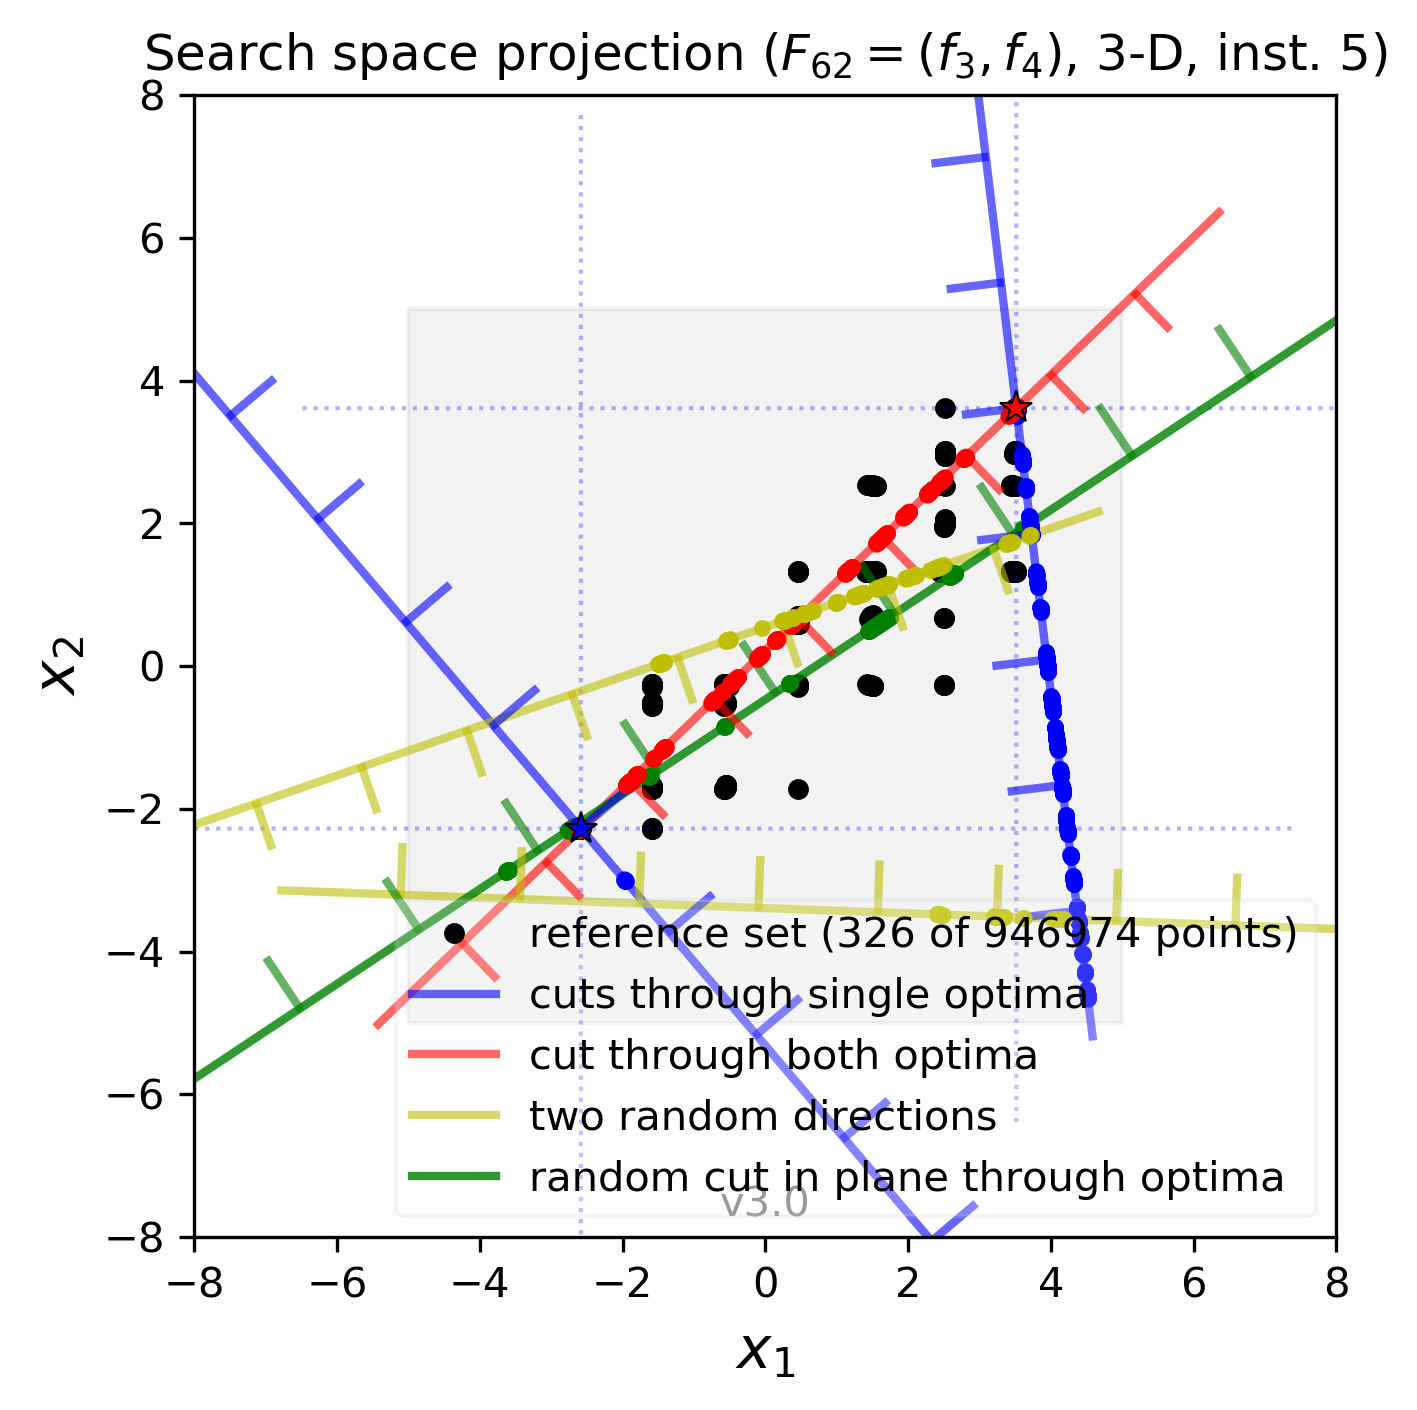 Search space projection (F₆₂ = (f₃, f₄), 3-D, inst. 5)
8
6
4
2
0
−2
−4
−6
−8
x₂
reference set (326 of 946974 points)
cuts through single optima
cut through both optima
two random directions
random cut in plane through optima
v3.0
−8 −6 −4 −2 0 2 4 6 8
x₁